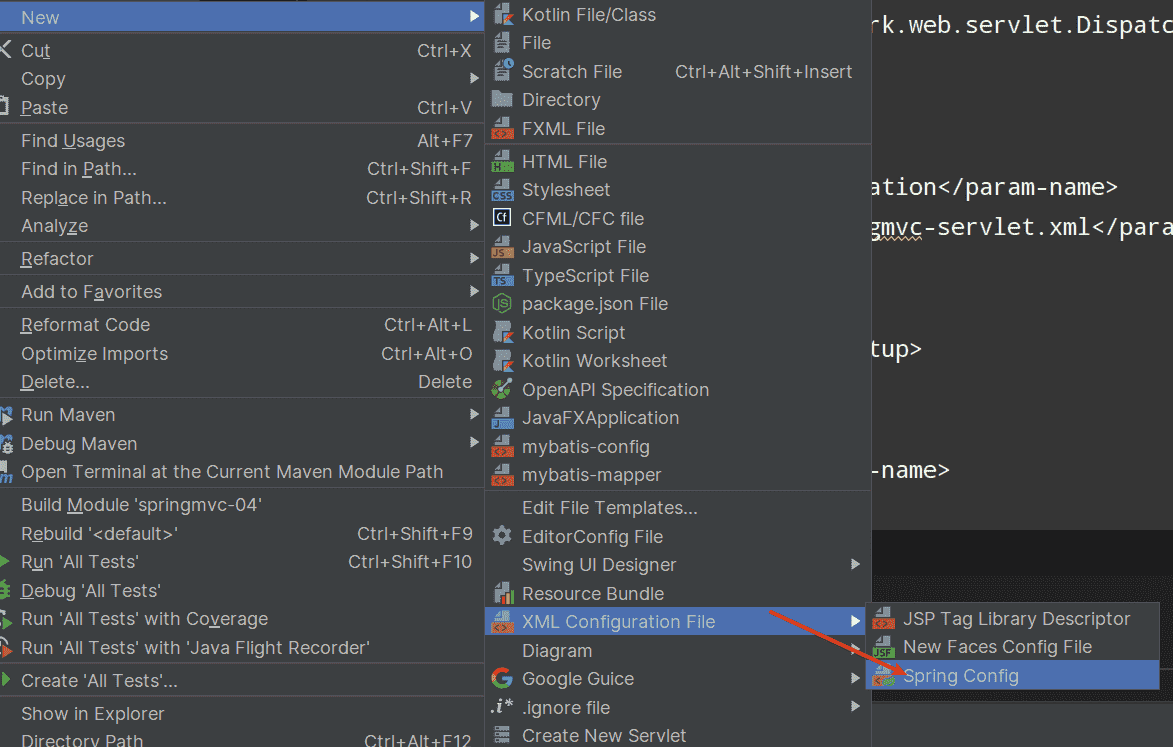 New
Cut Ctrl+X
Copy
Paste Ctrl+V
Find Usages Alt+F7
Find in Path... Ctrl+Shift+F
Replace in Path... Ctrl+Shift+R
Analyze
Refactor
Add to Favorites
Reformat Code Ctrl+Alt+L
Optimize Imports Ctrl+Alt+O
Delete... Delete
Run Maven
Debug Maven
Open Terminal at the Current Maven Module Path
Build Module 'springmvc-04'
Rebuild '<default>' Ctrl+Shift+F9
Run 'All Tests' Ctrl+Shift+F10
Debug 'All Tests'
Run 'All Tests' with Coverage
Run 'All Tests' with 'Java Flight Recorder'
Create 'All Tests'...
Show in Explorer
Directory Path Ctrl+Alt+F12
Kotlin File/Class
File
Scratch File Ctrl+Alt+Shift+Insert
Directory
FXML File
HTML File
Stylesheet
CFML/CFC file
JavaScript File
TypeScript File
package.json File
Kotlin Script
Kotlin Worksheet
OpenAPI Specification
JavaFXApplication
mybatis-config
mybatis-mapper
Edit File Templates...
EditorConfig File
Swing UI Designer
Resource Bundle
XML Configuration File
Diagram
Google Guice
.ignore file
Create New Servlet
JSP Tag Library Descriptor
New Faces Config File
Spring Config
rk.web.servlet.Dispatc
ation</param-name>
gmvc-servlet.xml</para
tup>
-name>